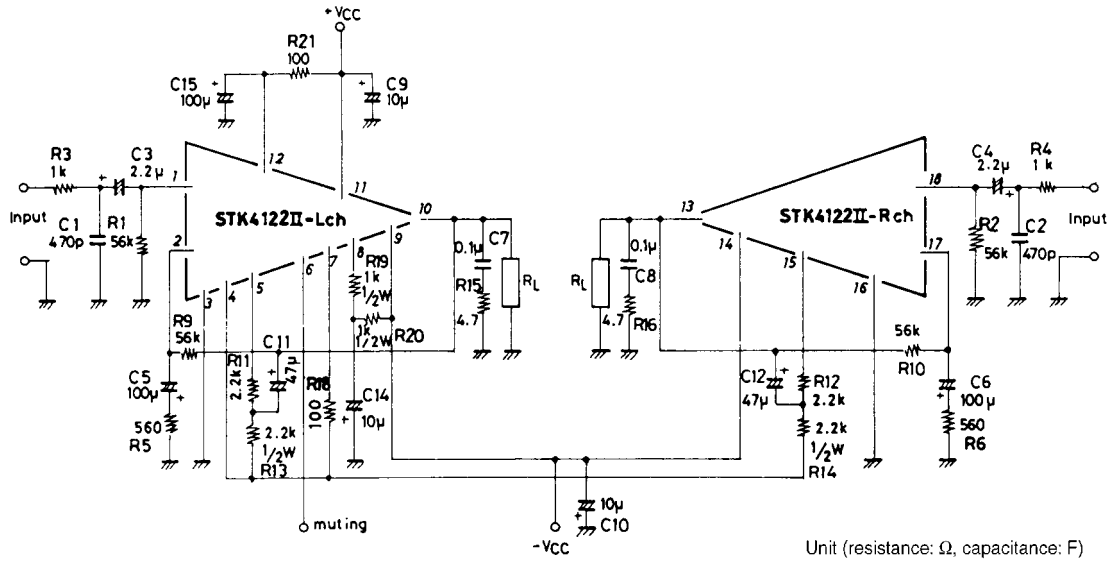 +VCC
R21
100
C15
100µ
C9
10µ
R3
1k
C3
2.2µ
Input
C1
470p
R1
56k
1
2
3
4
5
6
7
8
9
10
11
12
STK4122II-Lch
C7
0.1µ
R15
4.7
RL
R19
1k
1/2W
R20
1k
1/2W
R9
56k
C5
100µ
560
R5
R11
2.2k
C11
47µ
2.2k
1/2W
R13
R18
100
C14
10µ
muting
-VCC
10µ
C10
STK4122II-Rch
13
14
15
16
17
18
RL
0.1µ
C8
4.7
R16
C4
2.2µ
R4
1k
Input
R2
56k
C2
470p
56k
R10
C12
47µ
R12
2.2k
2.2k
1/2W
R14
C6
100µ
560
R6
Unit (resistance: Ω, capacitance: F)